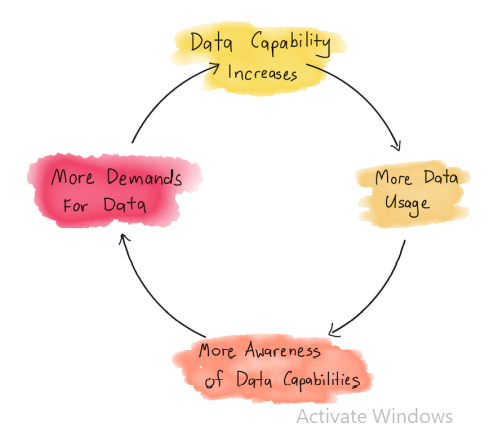 Data Capability
Increases
More Data
Usage
More Awareness
of Data Capabilities
More Demands
For Data
Activate Windows